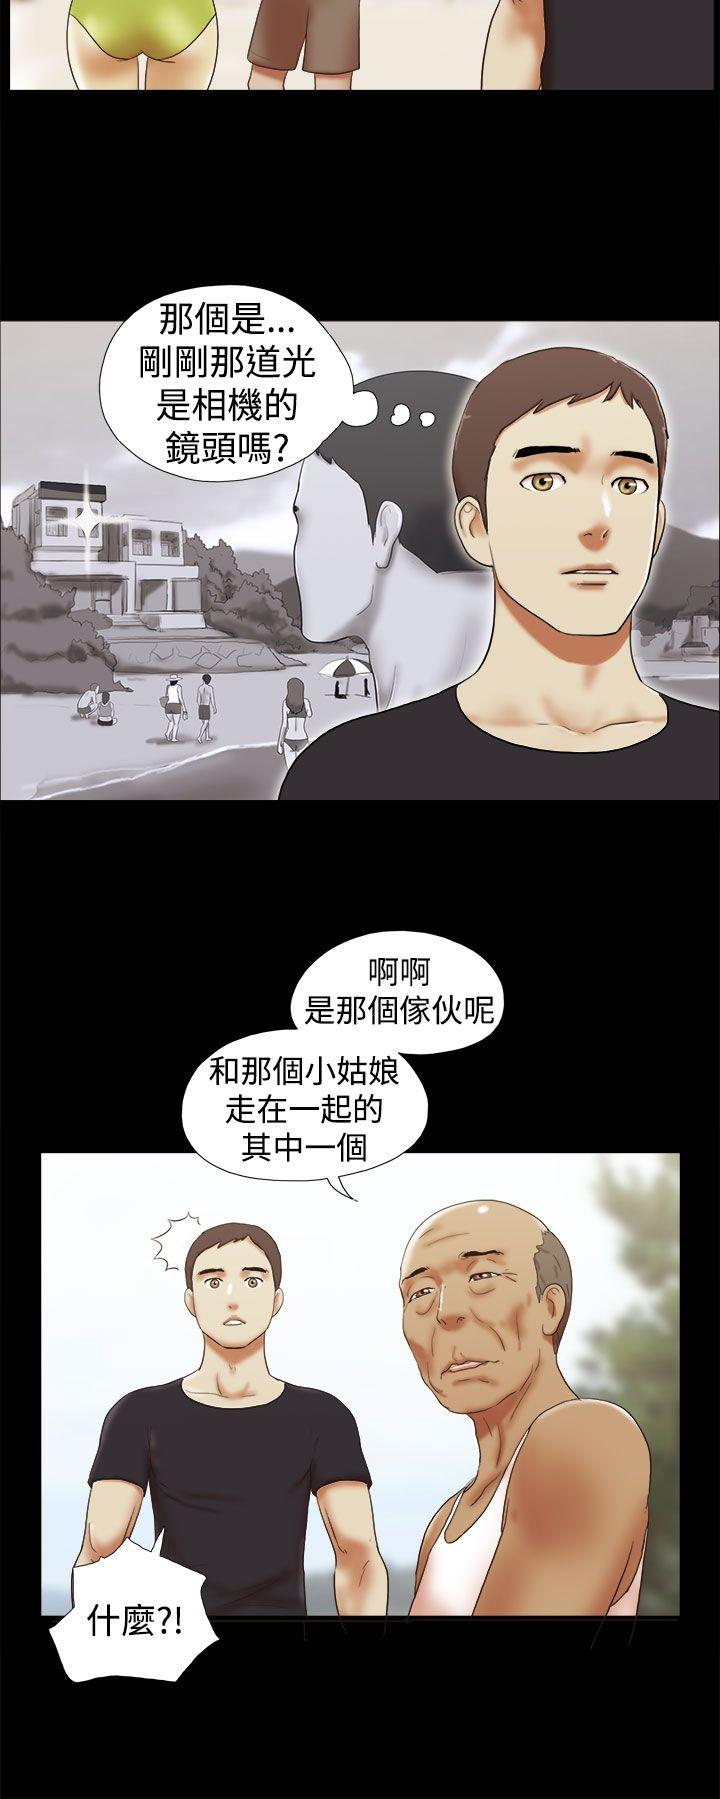 那個是...
剛剛那道光
是相機的
鏡頭嗎?
啊啊
是那個傢伙呢
和那個小姑娘
走在一起的
其中一個
什麼?!